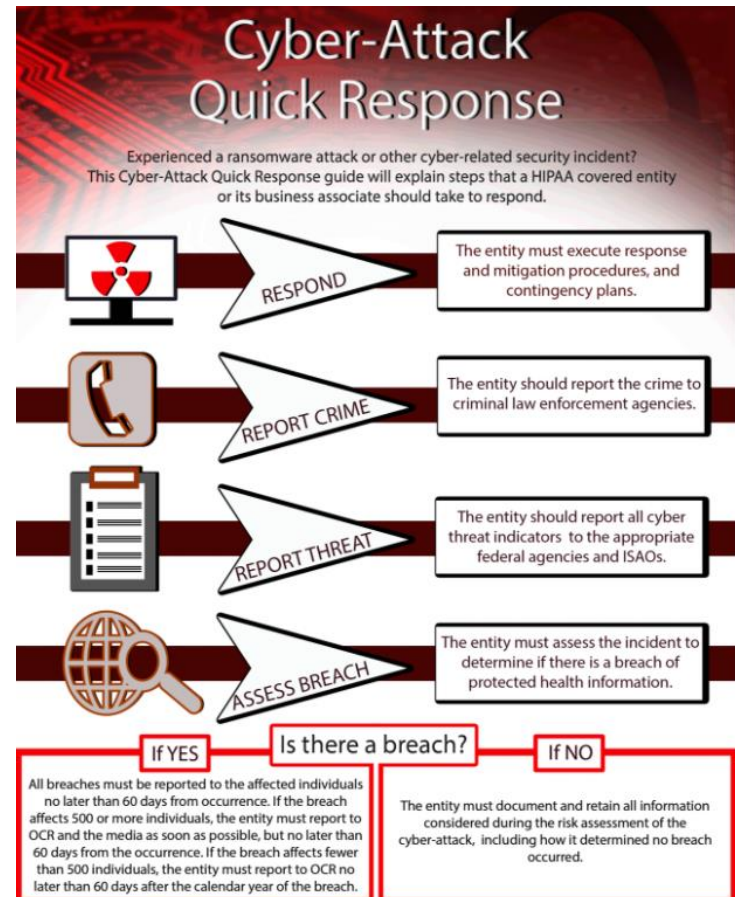 Cyber-Attack
Quick Response
Experienced a ransomware attack or other cyber-related security incident?
This Cyber-Attack Quick Response guide will explain steps that a HIPAA covered entity
or its business associate should take to respond.
RESPOND
The entity must execute response
and mitigation procedures, and
contingency plans.
REPORT CRIME
The entity should report the crime to
criminal law enforcement agencies.
REPORT THREAT
The entity should report all cyber
threat indicators to the appropriate
federal agencies and ISAOs.
ASSESS BREACH
The entity must assess the incident to
determine if there is a breach of
protected health information.
Is there a breach?
If YES
All breaches must be reported to the affected individuals
no later than 60 days from occurrence. If the breach
affects 500 or more individuals, the entity must report to
OCR and the media as soon as possible, but no later than
60 days from the occurrence. If the breach affects fewer
than 500 individuals, the entity must report to OCR no
later than 60 days after the calendar year of the breach.
If NO
The entity must document and retain all information
considered during the risk assessment of the
cyber-attack, including how it determined no breach
occurred.